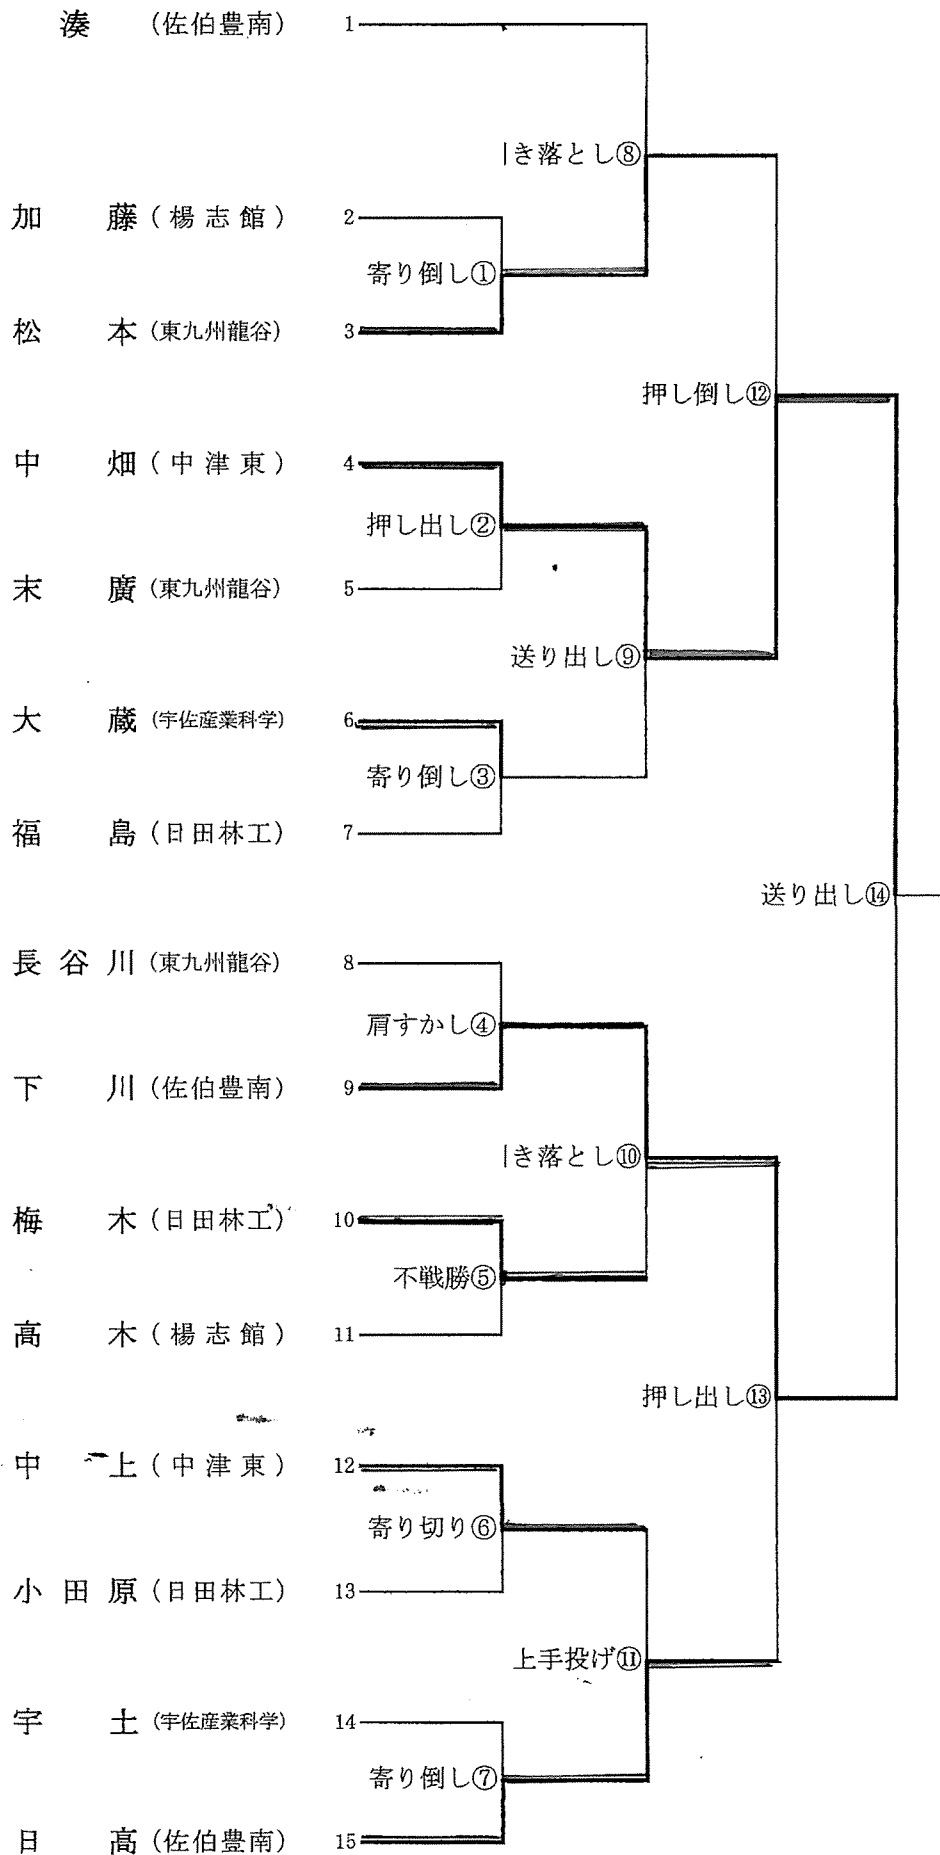 湊 (佐伯豊南) 1
き落とし⑧
加藤 (楊志館) 2
寄り倒し①
松本 (東九州龍谷) 3
押し倒し⑫
中畑 (中津東) 4
押し出し②
末廣 (東九州龍谷) 5
送り出し⑨
大蔵 (宇佐産業科学) 6
寄り倒し③
福島 (日田林工) 7
送り出し⑭
長谷川 (東九州龍谷) 8
肩すかし④
下川 (佐伯豊南) 9
き落とし⑩
梅木 (日田林工) 10
不戦勝⑤
高木 (楊志館) 11
押し出し⑬
中上 (中津東) 12
寄り切り⑥
小田原 (日田林工) 13
上手投げ⑪
宇土 (宇佐産業科学) 14
寄り倒し⑦
日高 (佐伯豊南) 15